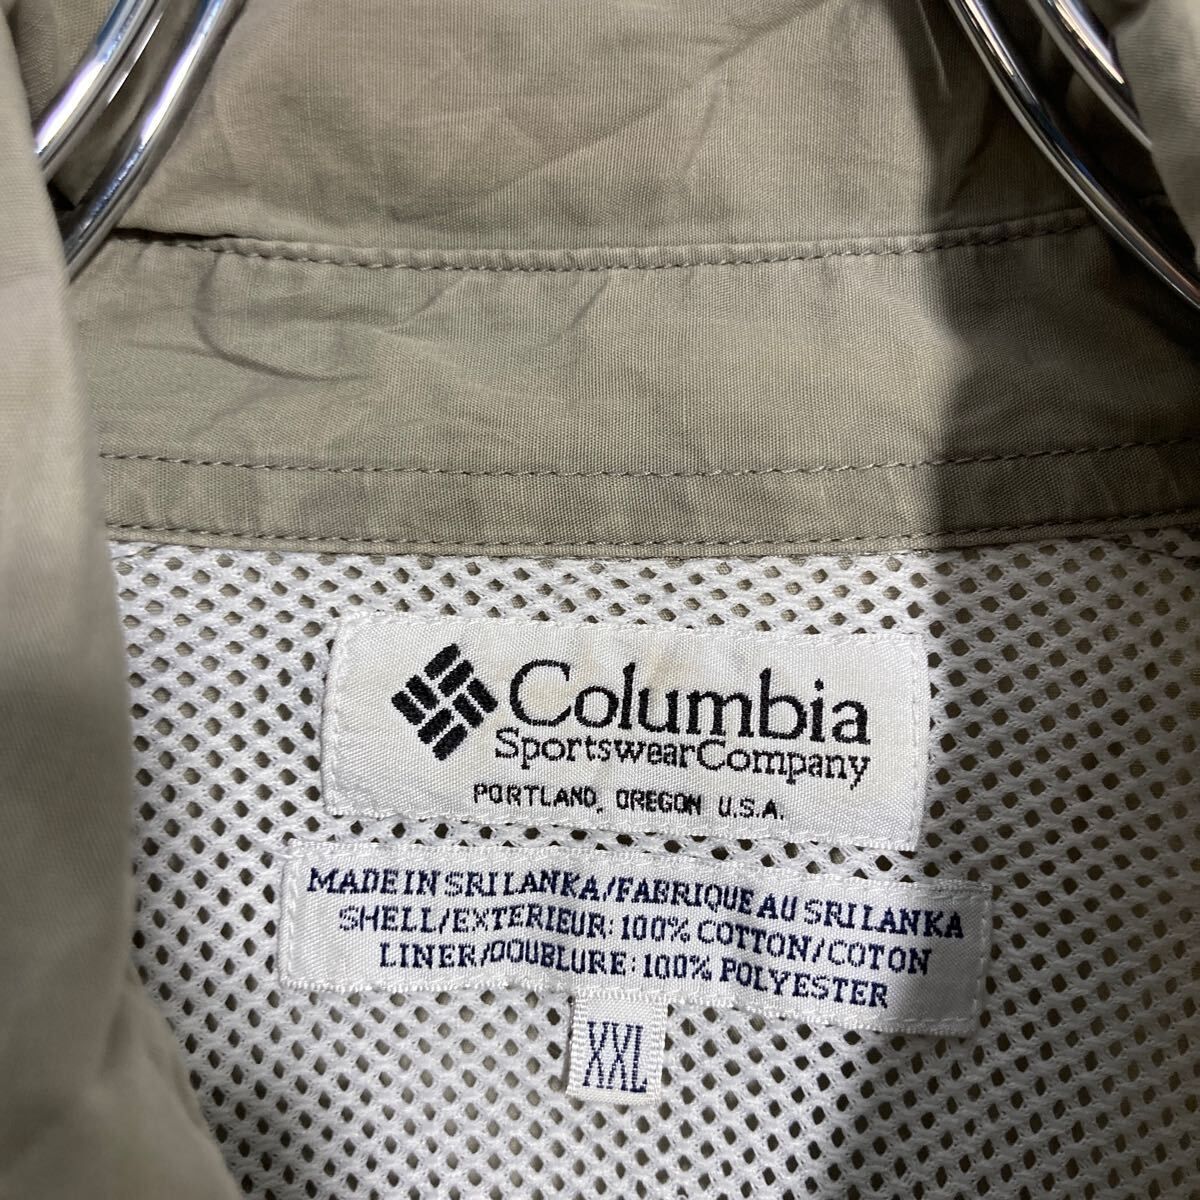 Columbia
SportswearCompany
PORTLAND, OREGON U.S.A.
MADE IN SRI LANKA/FABRIQUE AU SRI LANKA
SHELL/EXTERIEUR: 100% COTTON/COTON
LINER/DOUBLURE: 100% POLYESTER
XXL